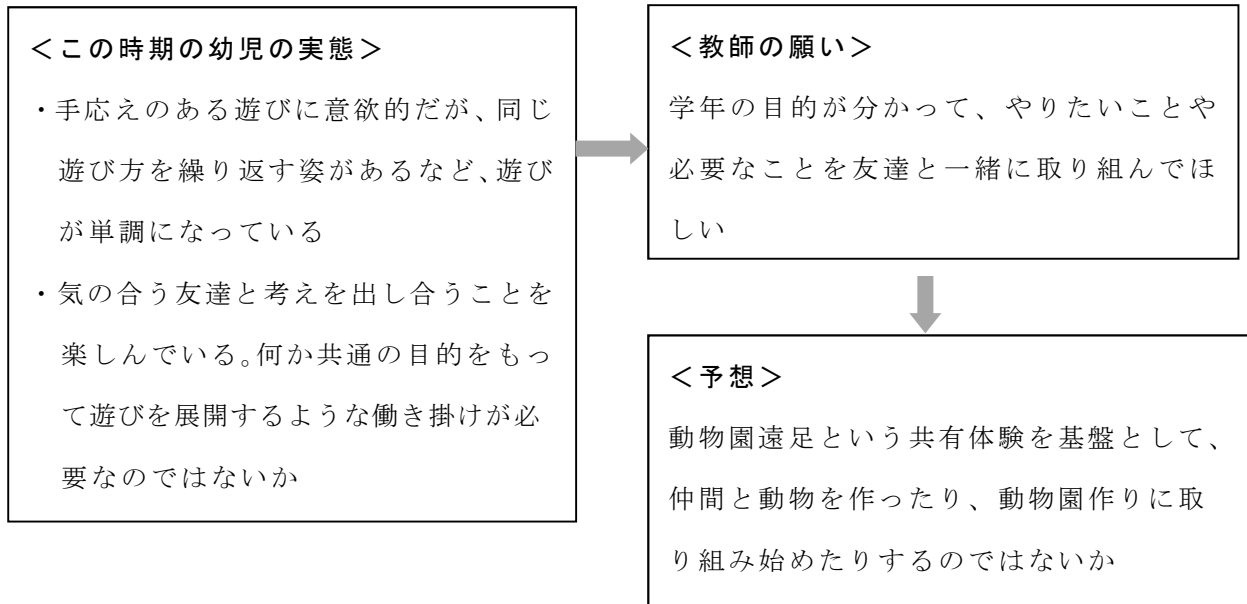 ＜この時期の幼児の実態＞
・手応えのある遊びに意欲的だが、同じ
遊び方を繰り返す姿があるなど、遊び
が単調になっている
・気の合う友達と考えを出し合うことを
楽しんでいる。何か共通の目的をもっ
て遊びを展開するような働き掛けが必
要なのではないか
＜教師の願い＞
学年の目的が分かって、やりたいことや
必要なことを友達と一緒に取り組んでほ
しい
＜予想＞
動物園遠足という共有体験を基盤として、
仲間と動物を作ったり、動物園作りに取
り組み始めたりするのではないか